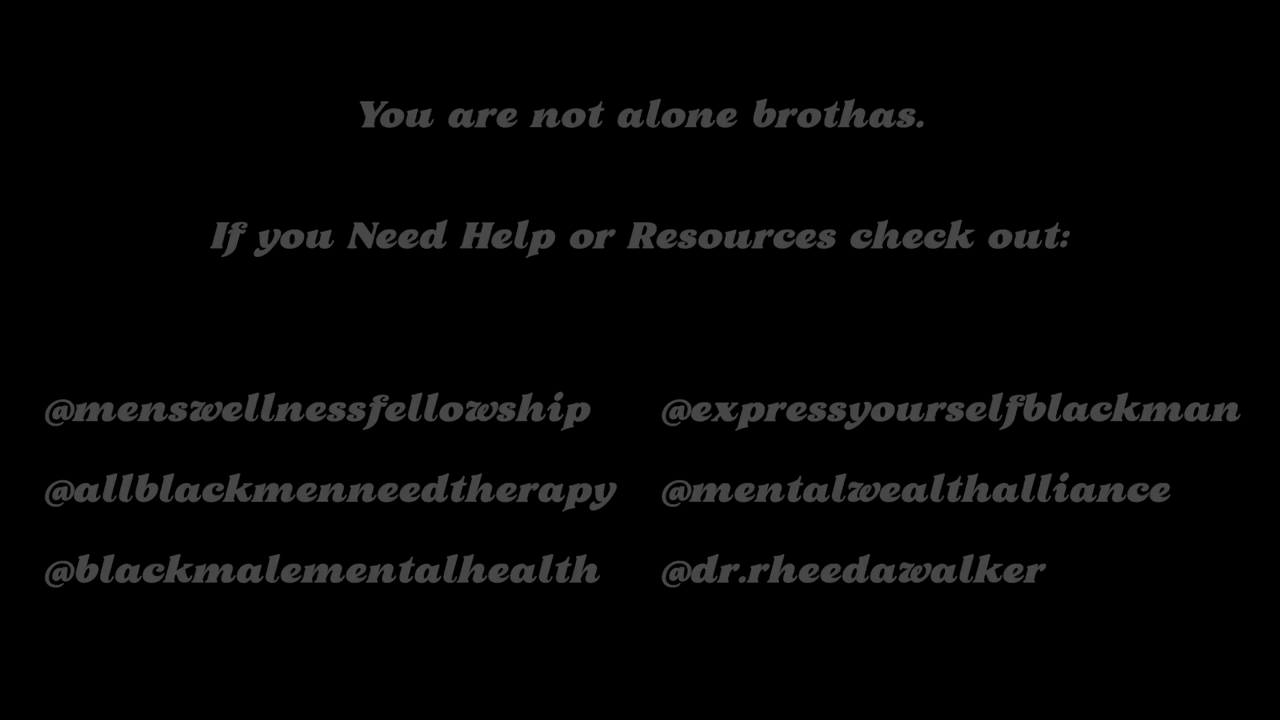 You are not alone brothas.
If you Need Help or Resources check out:
@menswellnessfellowship
@allblackmenneedtherapy
@blackmalementalhealth
@expressyourselfblackman
@mentalwealthalliance
@dr.rheedawalker